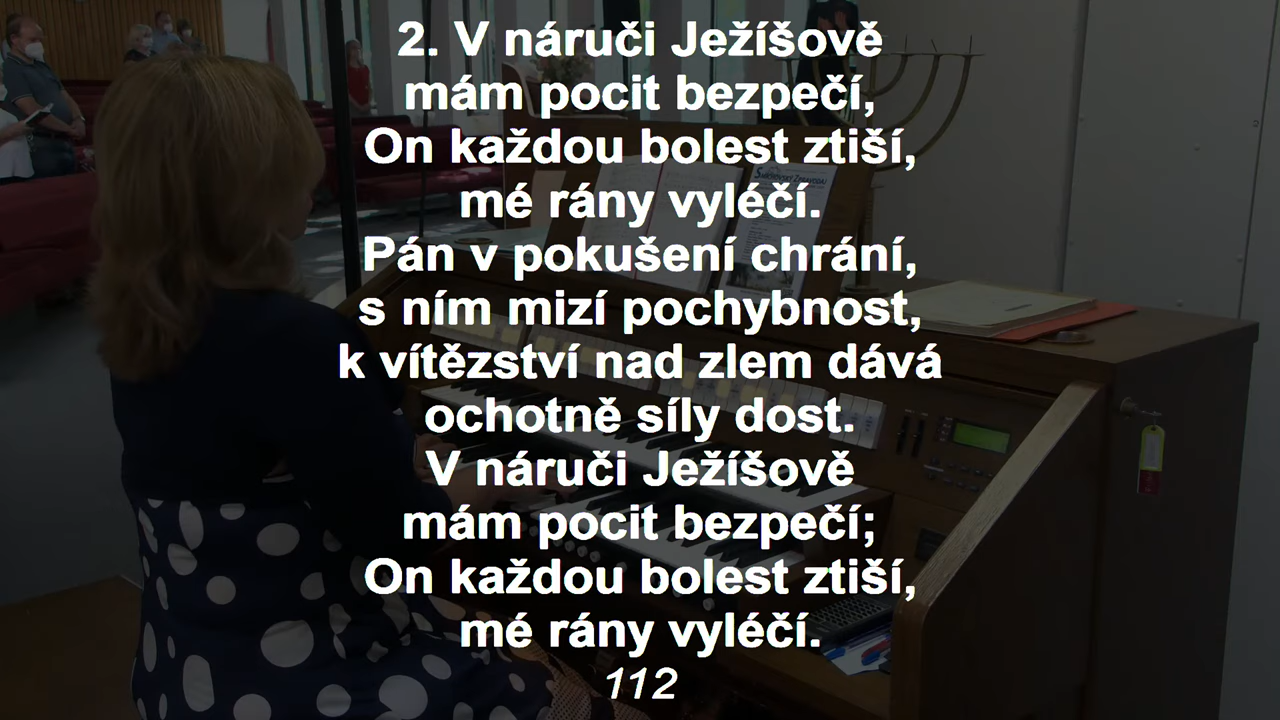 2. V náruči Ježíšově
mám pocit bezpečí,
On každou bolest ztiší,
mé rány vyléčí.
Pán v pokušení chrání,
s ním mizí pochybnost,
k vítězství nad zlem dává
ochotně síly dost.
V náruči Ježíšově
mám pocit bezpečí;
On každou bolest ztiší,
mé rány vyléčí.
112
Smíchovský Zpravodaj